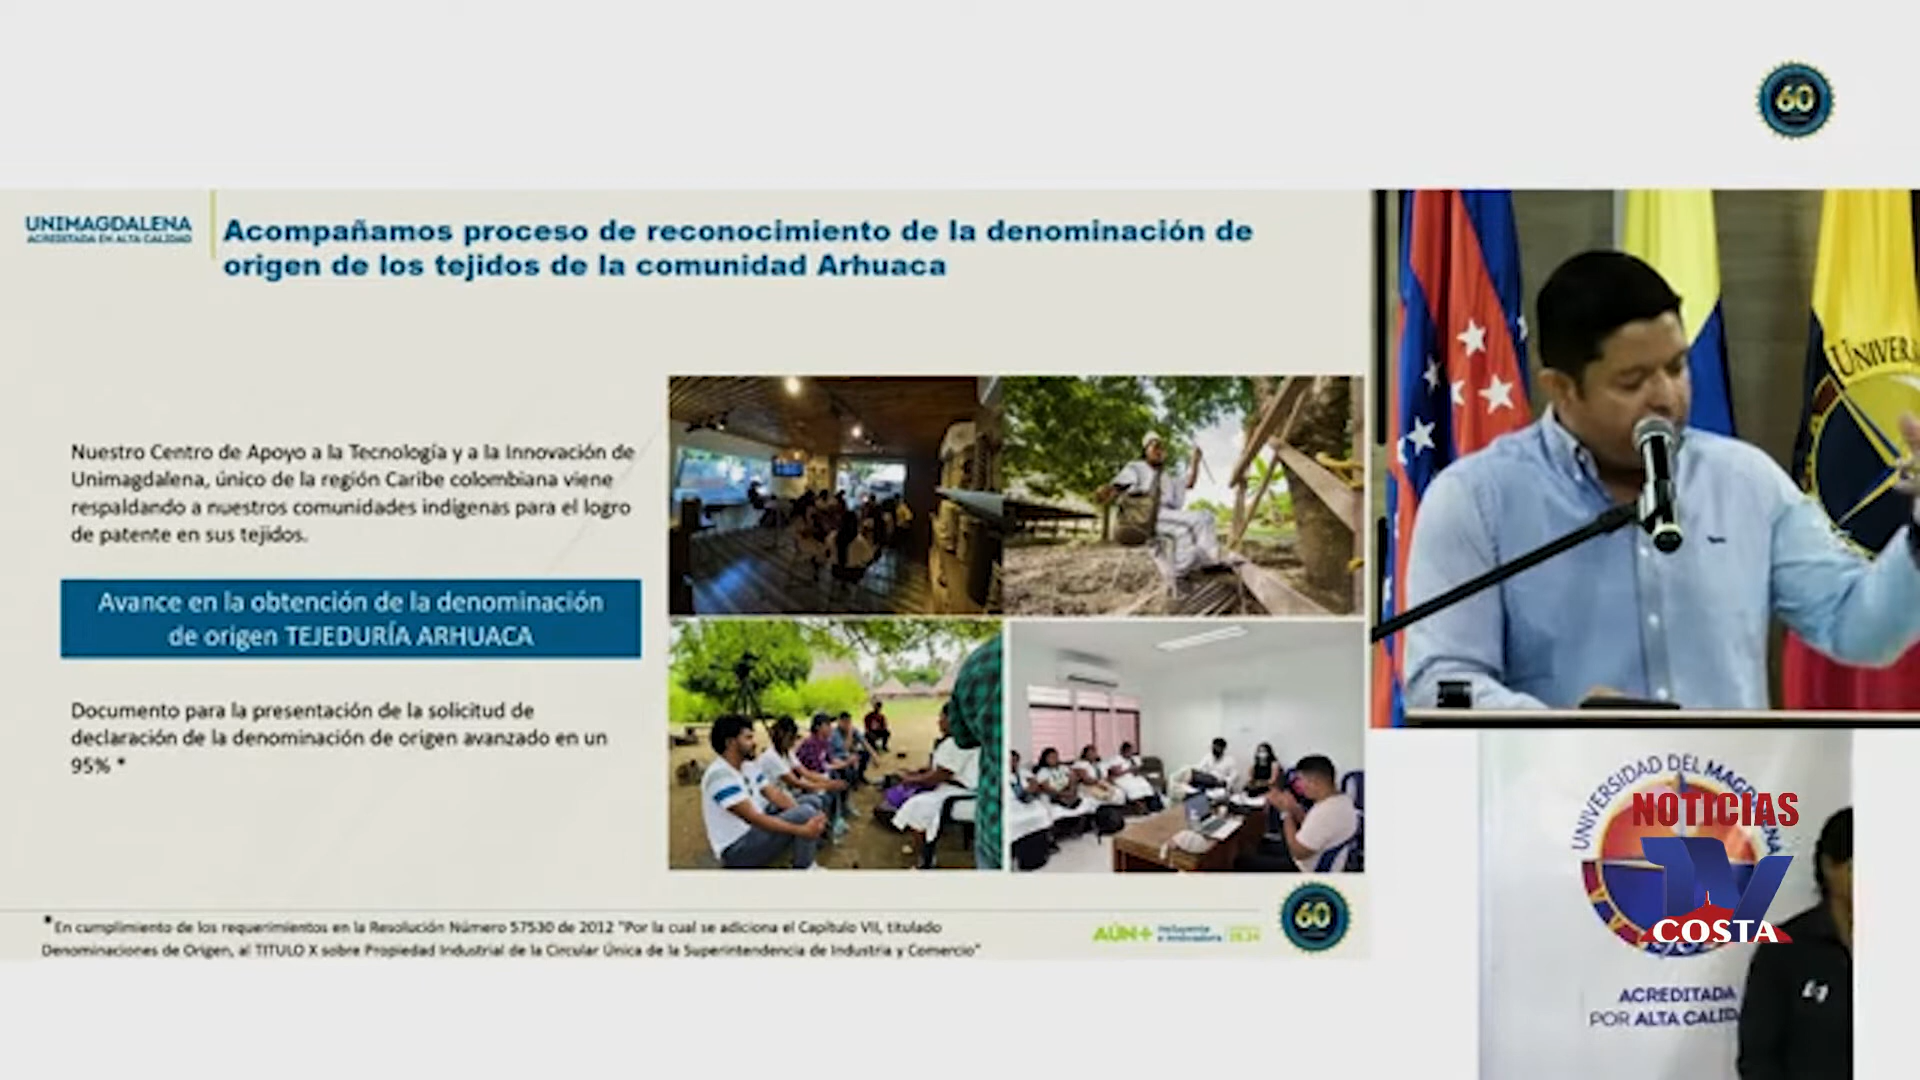 60
UNIMAGDALENA
ACREDITADA EN ALTA CALIDAD
Acompañamos proceso de reconocimiento de la denominación de
origen de los tejidos de la comunidad Arhuaca
Nuestro Centro de Apoyo a la Tecnología y a la Innovación de
Unimagdalena, único de la región Caribe colombiana viene
respaldando a nuestros comunidades indígenas para el logro
de patente en sus tejidos.
Avance en la obtención de la denominación
de origen TEJEDURÍA ARHUACA
Documento para la presentación de la solicitud de
declaración de la denominación de origen avanzado en un
95% *
*En cumplimiento de los requerimientos en la Resolución Número 57530 de 2012 "Por la cual se adiciona el Capítulo VII, titulado
Denominaciones de Origen, al TITULO X sobre Propiedad Industrial de la Circular Única de la Superintendencia de Industria y Comercio"
AÚN+ incluyente e innovadora
60
UNIVER
UNIVERSIDAD DEL MAGDALENA
NOTICIAS
TV
COSTA
ACREDITADA
POR ALTA CALID